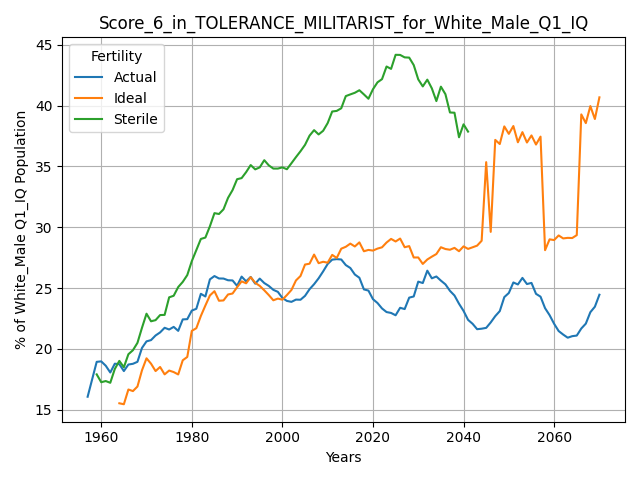 Score_6_in_TOLERANCE_MILITARIST_for_White_Male_Q1_IQ
Fertility
Actual
Ideal
Sterile
% of White_Male Q1_IQ Population
45
40
35
30
25
20
15
1960 1980 2000 2020 2040 2060
Years